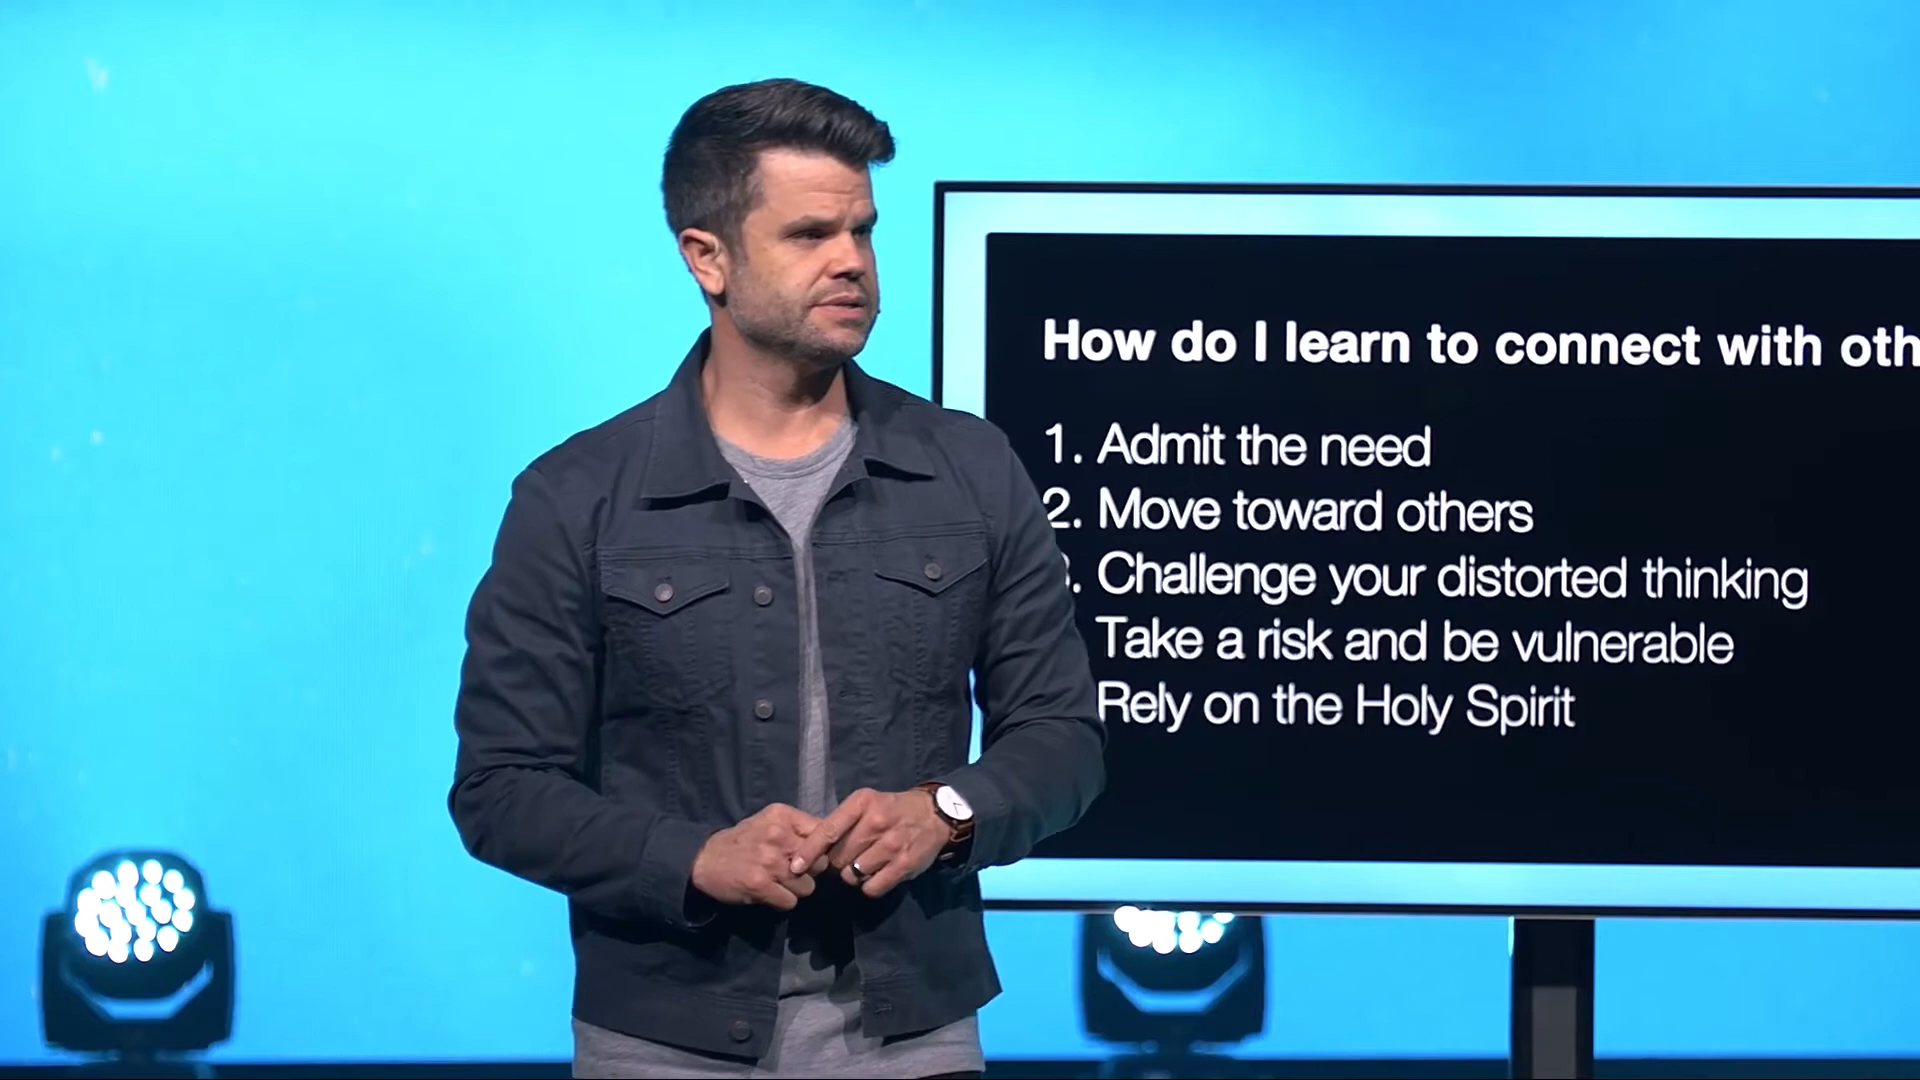 How do I learn to connect with oth
1. Admit the need
2. Move toward others
. Challenge your distorted thinking
Take a risk and be vulnerable
Rely on the Holy Spirit